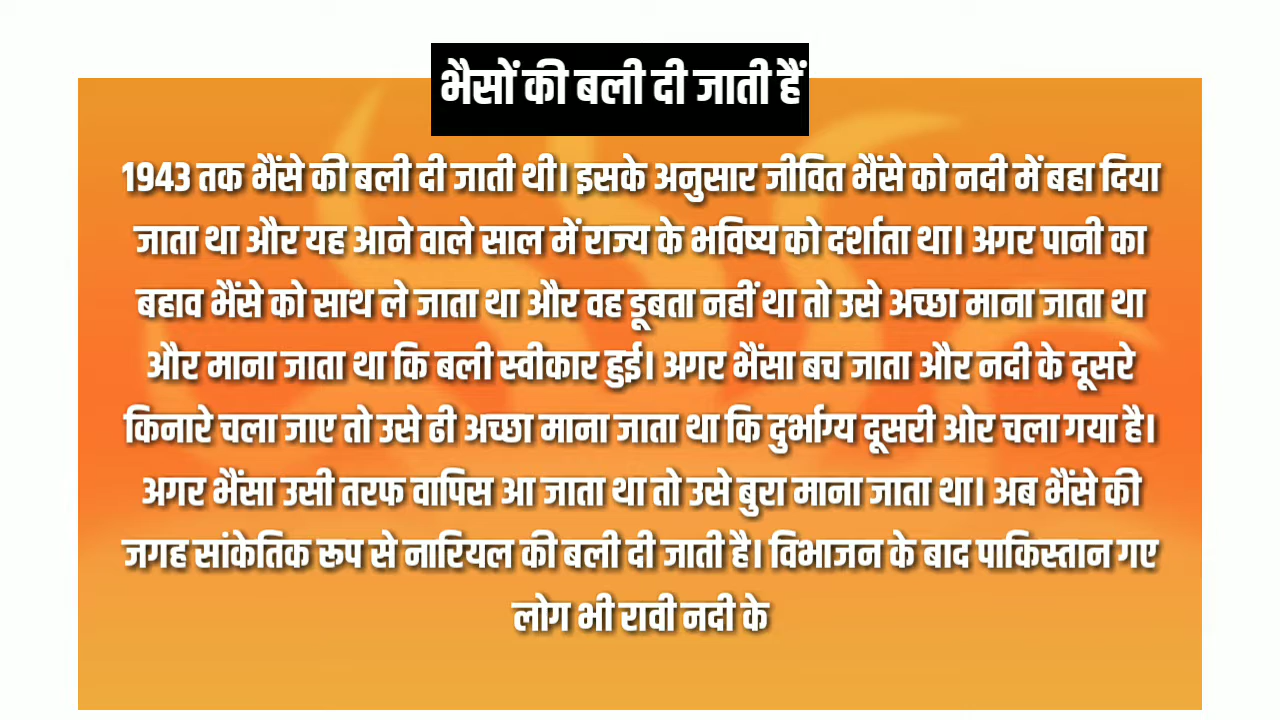 भैसों की बली दी जाती हैं
1943 तक भैंसे की बली दी जाती थी। इसके अनुसार जीवित भैंसे को नदी में बहा दिया
जाता था और यह आने वाले साल में राज्य के भविष्य को दर्शाता था। अगर पानी का
बहाव भैंसे को साथ ले जाता था और वह डूबता नहीं था तो उसे अच्छा माना जाता था
और माना जाता था कि बली स्वीकार हुई। अगर भैंसा बच जाता और नदी के दूसरे
किनारे चला जाए तो उसे ढी अच्छा माना जाता था कि दुर्भाग्य दूसरी ओर चला गया है।
अगर भैंसा उसी तरफ वापिस आ जाता था तो उसे बुरा माना जाता था। अब भैंसे की
जगह सांकेतिक रूप से नारियल की बली दी जाती है। विभाजन के बाद पाकिस्तान गए
लोग भी रावी नदी के